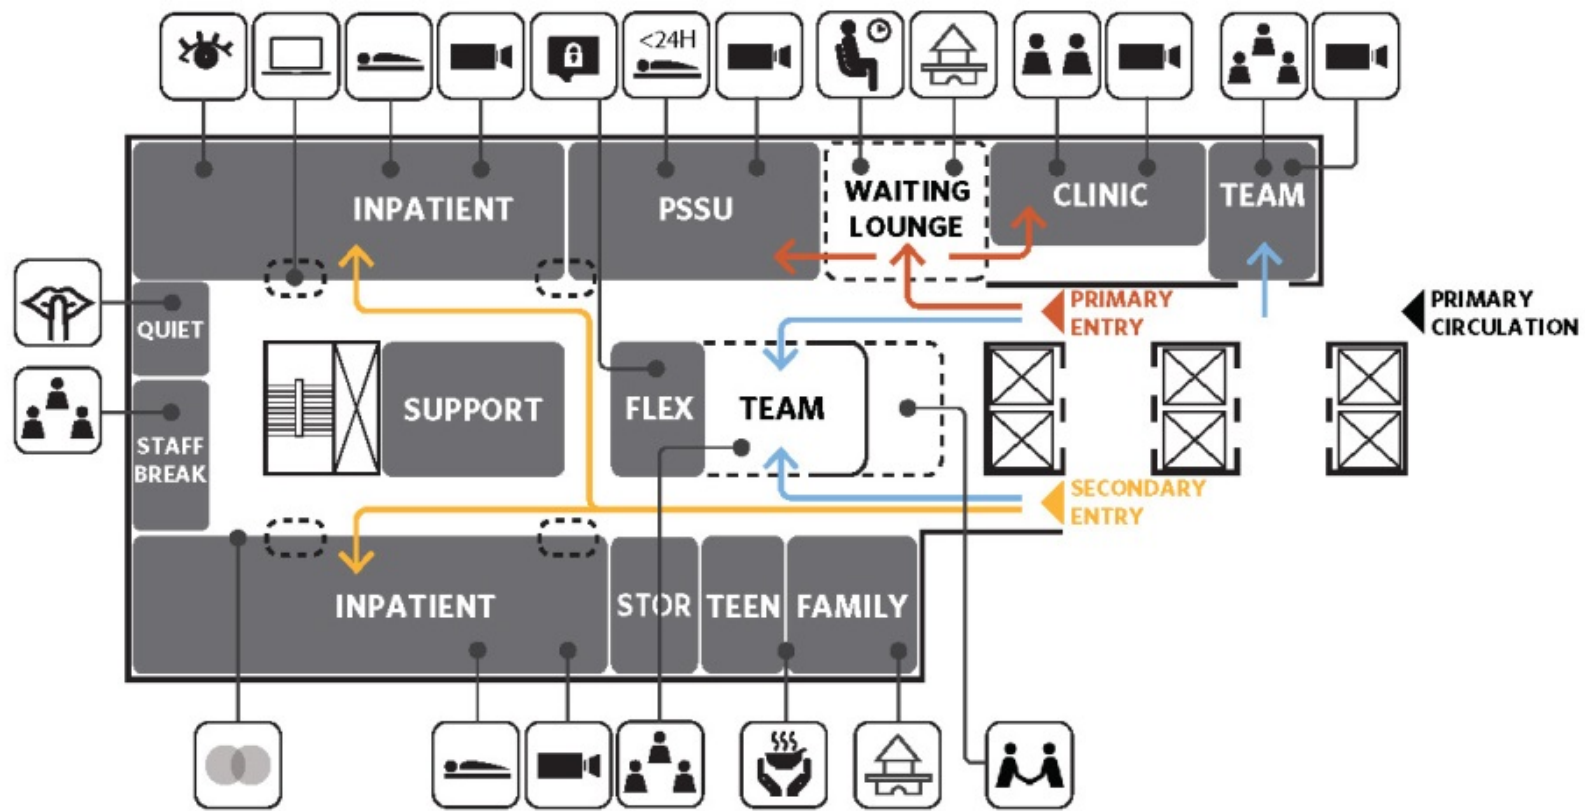 <24H
INPATIENT
PSSU
WAITING
LOUNGE
CLINIC
TEAM
QUIET
PRIMARY
ENTRY
PRIMARY
CIRCULATION
STAFF
BREAK
SUPPORT
FLEX
TEAM
SECONDARY
ENTRY
INPATIENT
STOR
TEEN
FAMILY